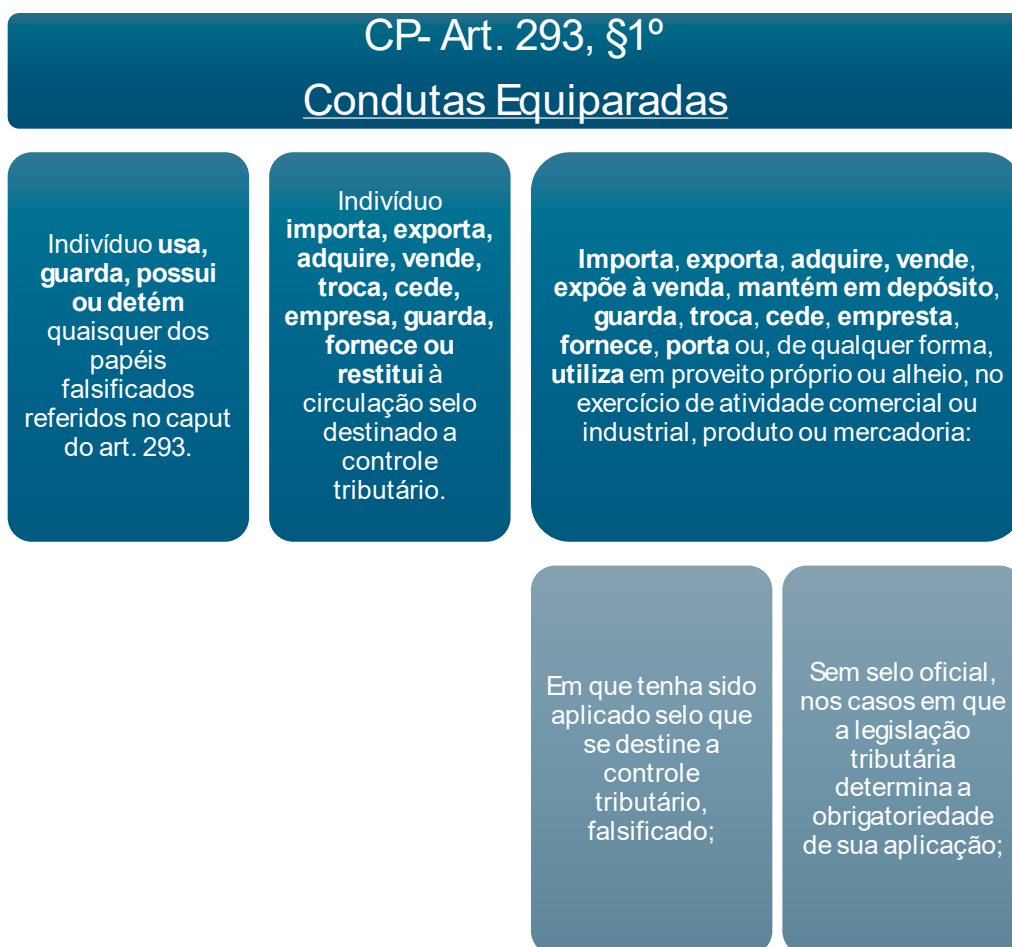 CP- Art. 293, §1º
Condutas Equiparadas
Indivíduo usa,
guarda, possui
ou detém
quaisquer dos
papéis
falsificados
referidos no caput
do art. 293.
Indivíduo
importa, exporta,
adquire, vende,
troca, cede,
empresa, guarda,
fornece ou
restitui à
circulação selo
destinado a
controle
tributário.
Importa, exporta, adquire, vende,
expõe à venda, mantém em depósito,
guarda, troca, cede, empresta,
fornece, porta ou, de qualquer forma,
utiliza em proveito próprio ou alheio, no
exercício de atividade comercial ou
industrial, produto ou mercadoria:
Em que tenha sido
aplicado selo que
se destine a
controle
tributário,
falsificado;
Sem selo oficial,
nos casos em que
a legislação
tributária
determina a
obrigatoriedade
de sua aplicação;